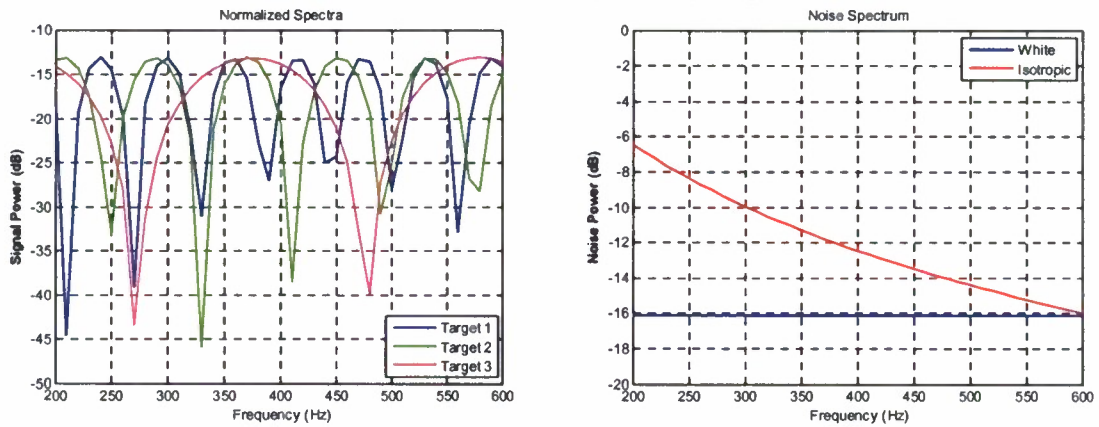 Normalized Spectra
-10
-15
-20
-25
-30
-35
-40
-45
-50
Signal Power (dB)
200 250 300 350 400 450 500 550 600
Frequency (Hz)
Target 1
Target 2
Target 3
Noise Spectrum
0
-2
-4
-6
-8
-10
-12
-14
-16
-18
-20
Noise Power (dB)
200 250 300 350 400 450 500 550 600
Frequency (Hz)
White
Isotropic